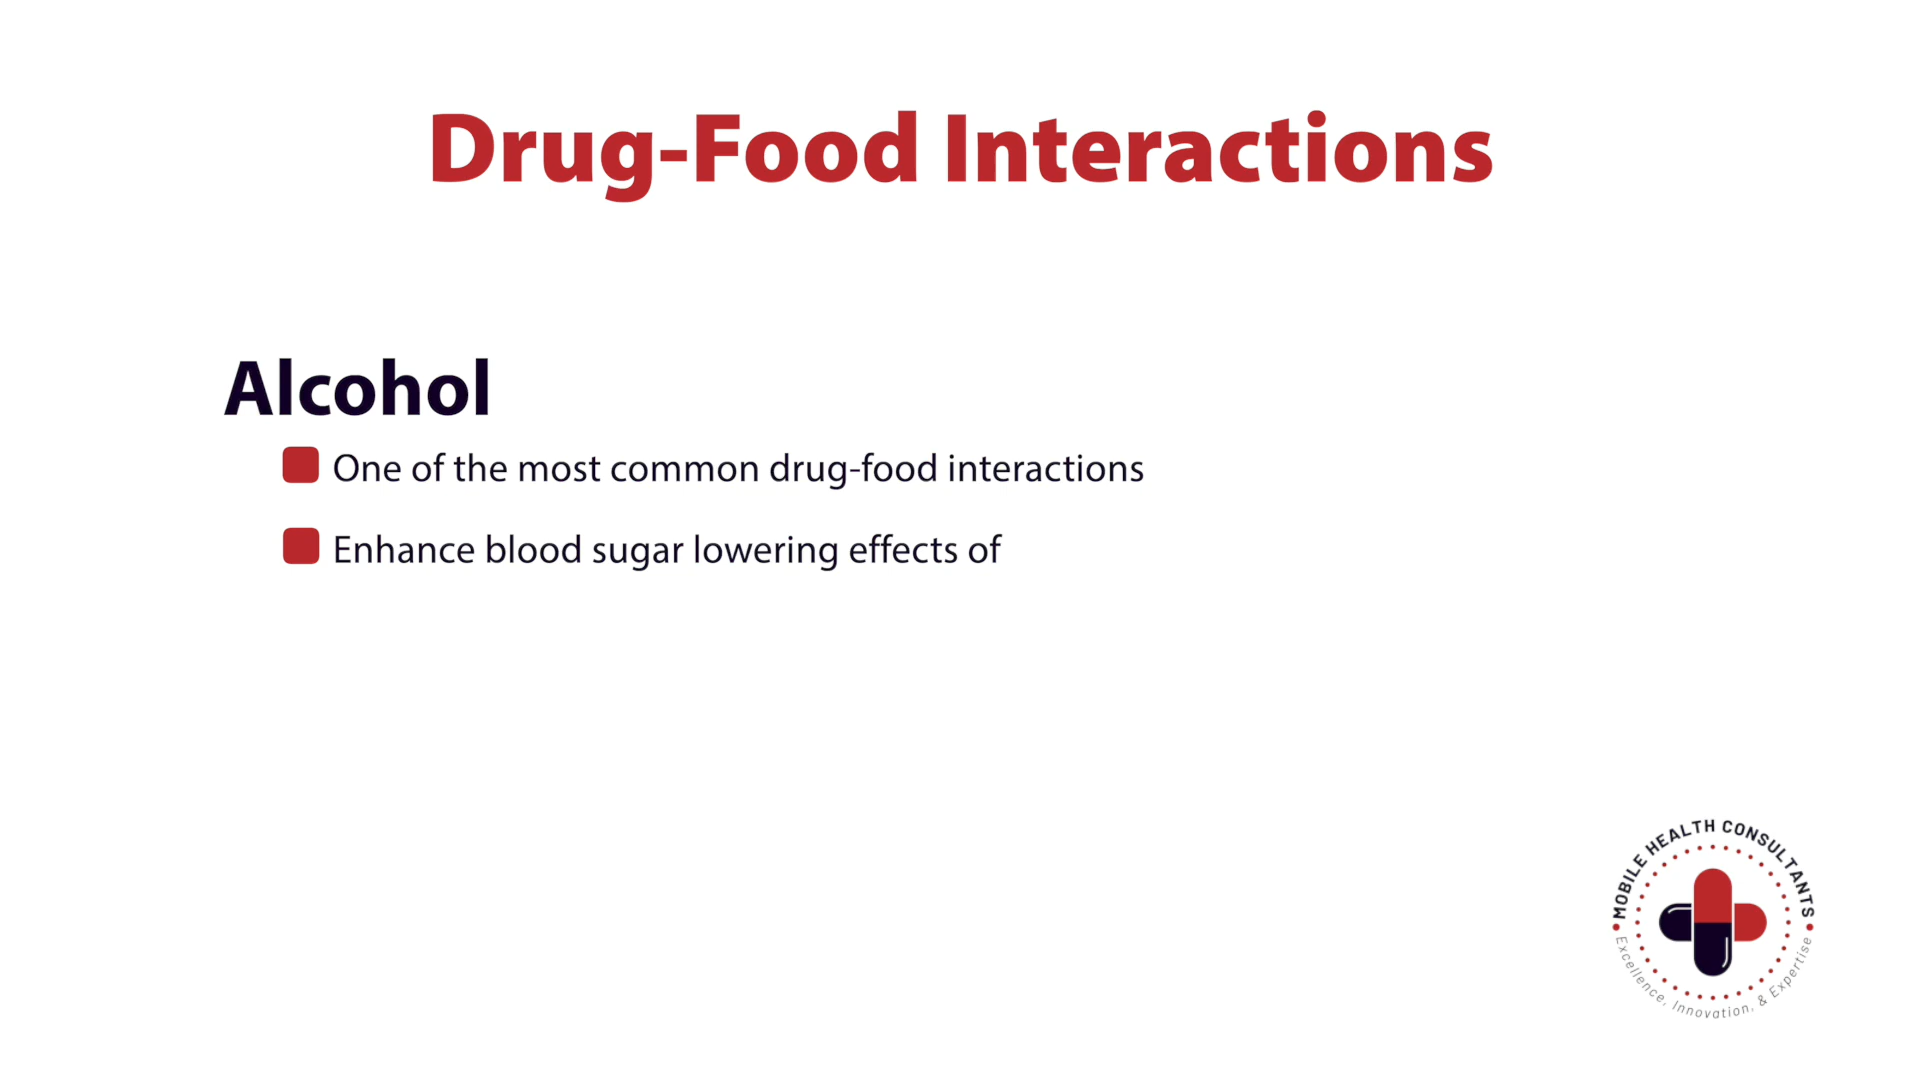 Drug-Food Interactions
Alcohol
One of the most common drug-food interactions
Enhance blood sugar lowering effects of
MOBILE HEALTH CONSULTANTS
Excellence, Innovation, & Expertise